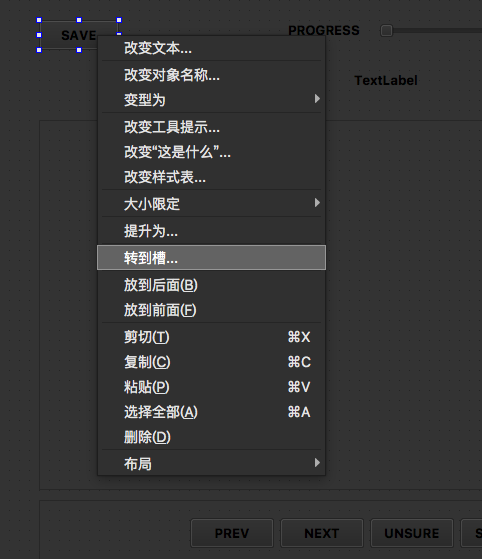 SAVE
PROGRESS
TextLabel
改变文本...
改变对象名称...
变型为
改变工具提示...
改变“这是什么”...
改变样式表...
大小限定
提升为...
转到槽...
放到后面(B)
放到前面(F)
剪切(T) ⌘X
复制(C) ⌘C
粘贴(P) ⌘V
选择全部(A) ⌘A
删除(D)
布局
PREV NEXT UNSURE